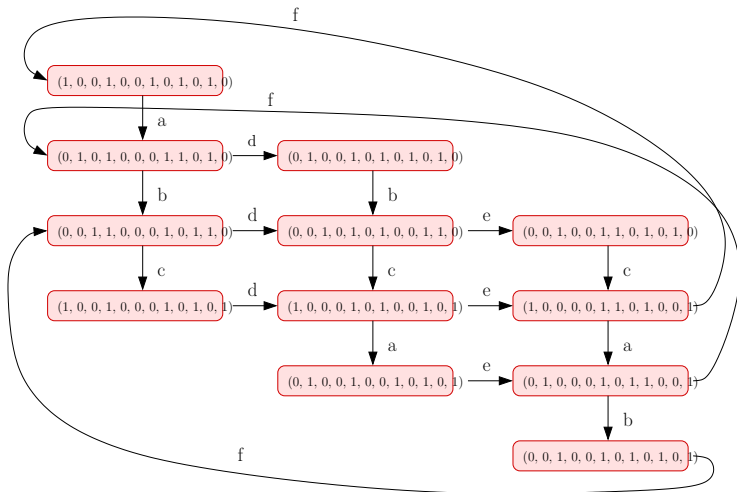 f
(1, 0, 0, 1, 0, 0, 1, 0, 1, 0, 1, 0)
f
a
(0, 1, 0, 1, 0, 0, 0, 1, 1, 0, 1, 0)
d
(0, 1, 0, 0, 1, 0, 1, 0, 1, 0, 1, 0)
b
b
(0, 0, 1, 1, 0, 0, 0, 1, 0, 1, 1, 0)
d
(0, 0, 1, 0, 1, 0, 1, 0, 0, 1, 1, 0)
e
(0, 0, 1, 0, 0, 1, 1, 0, 1, 0, 1, 0)
c
c
c
(1, 0, 0, 1, 0, 0, 0, 1, 0, 1, 0, 1)
d
(1, 0, 0, 0, 1, 0, 1, 0, 0, 1, 0, 1)
e
(1, 0, 0, 0, 0, 1, 1, 0, 1, 0, 0, 1)
a
a
(0, 1, 0, 0, 1, 0, 0, 1, 0, 1, 0, 1)
e
(0, 1, 0, 0, 0, 1, 0, 1, 1, 0, 0, 1)
b
f
(0, 0, 1, 0, 0, 1, 0, 1, 0, 1, 0, 1)